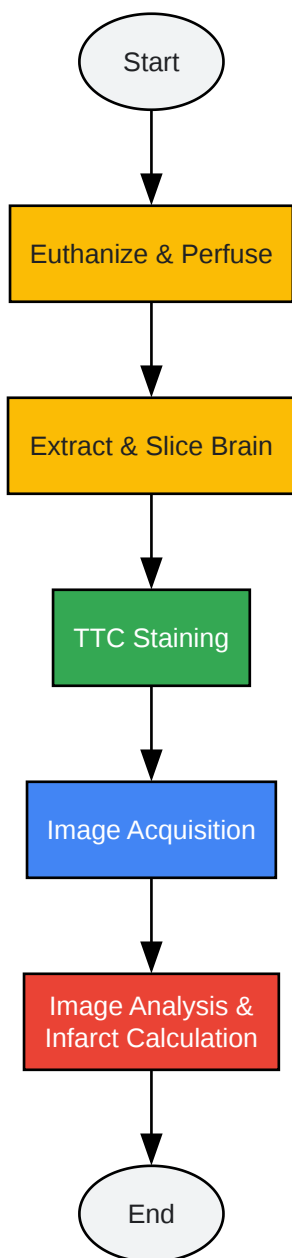 Start
Euthanize & Perfuse
Extract & Slice Brain
TTC Staining
Image Acquisition
Image Analysis &
Infarct Calculation
End